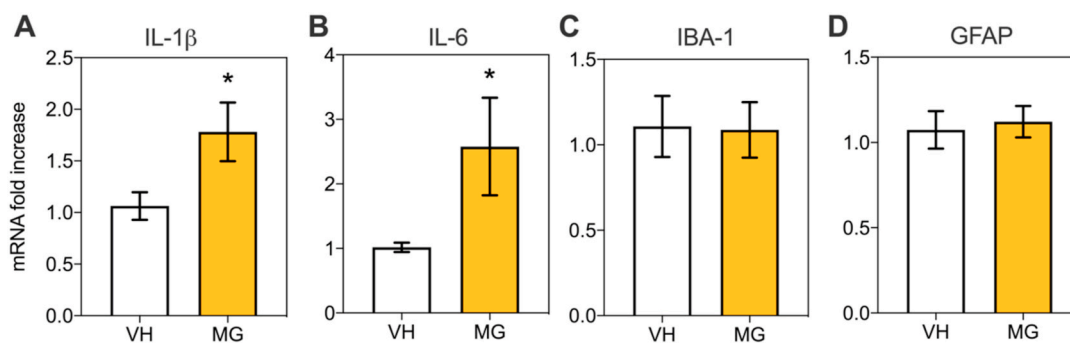 A
IL-1β
mRNA fold increase
2.5
2.0
1.5
1.0
0.5
0.0
*
VH
MG
B
IL-6
4
3
2
1
0
*
VH
MG
C
IBA-1
1.5
1.0
0.5
0.0
VH
MG
D
GFAP
1.5
1.0
0.5
0.0
VH
MG